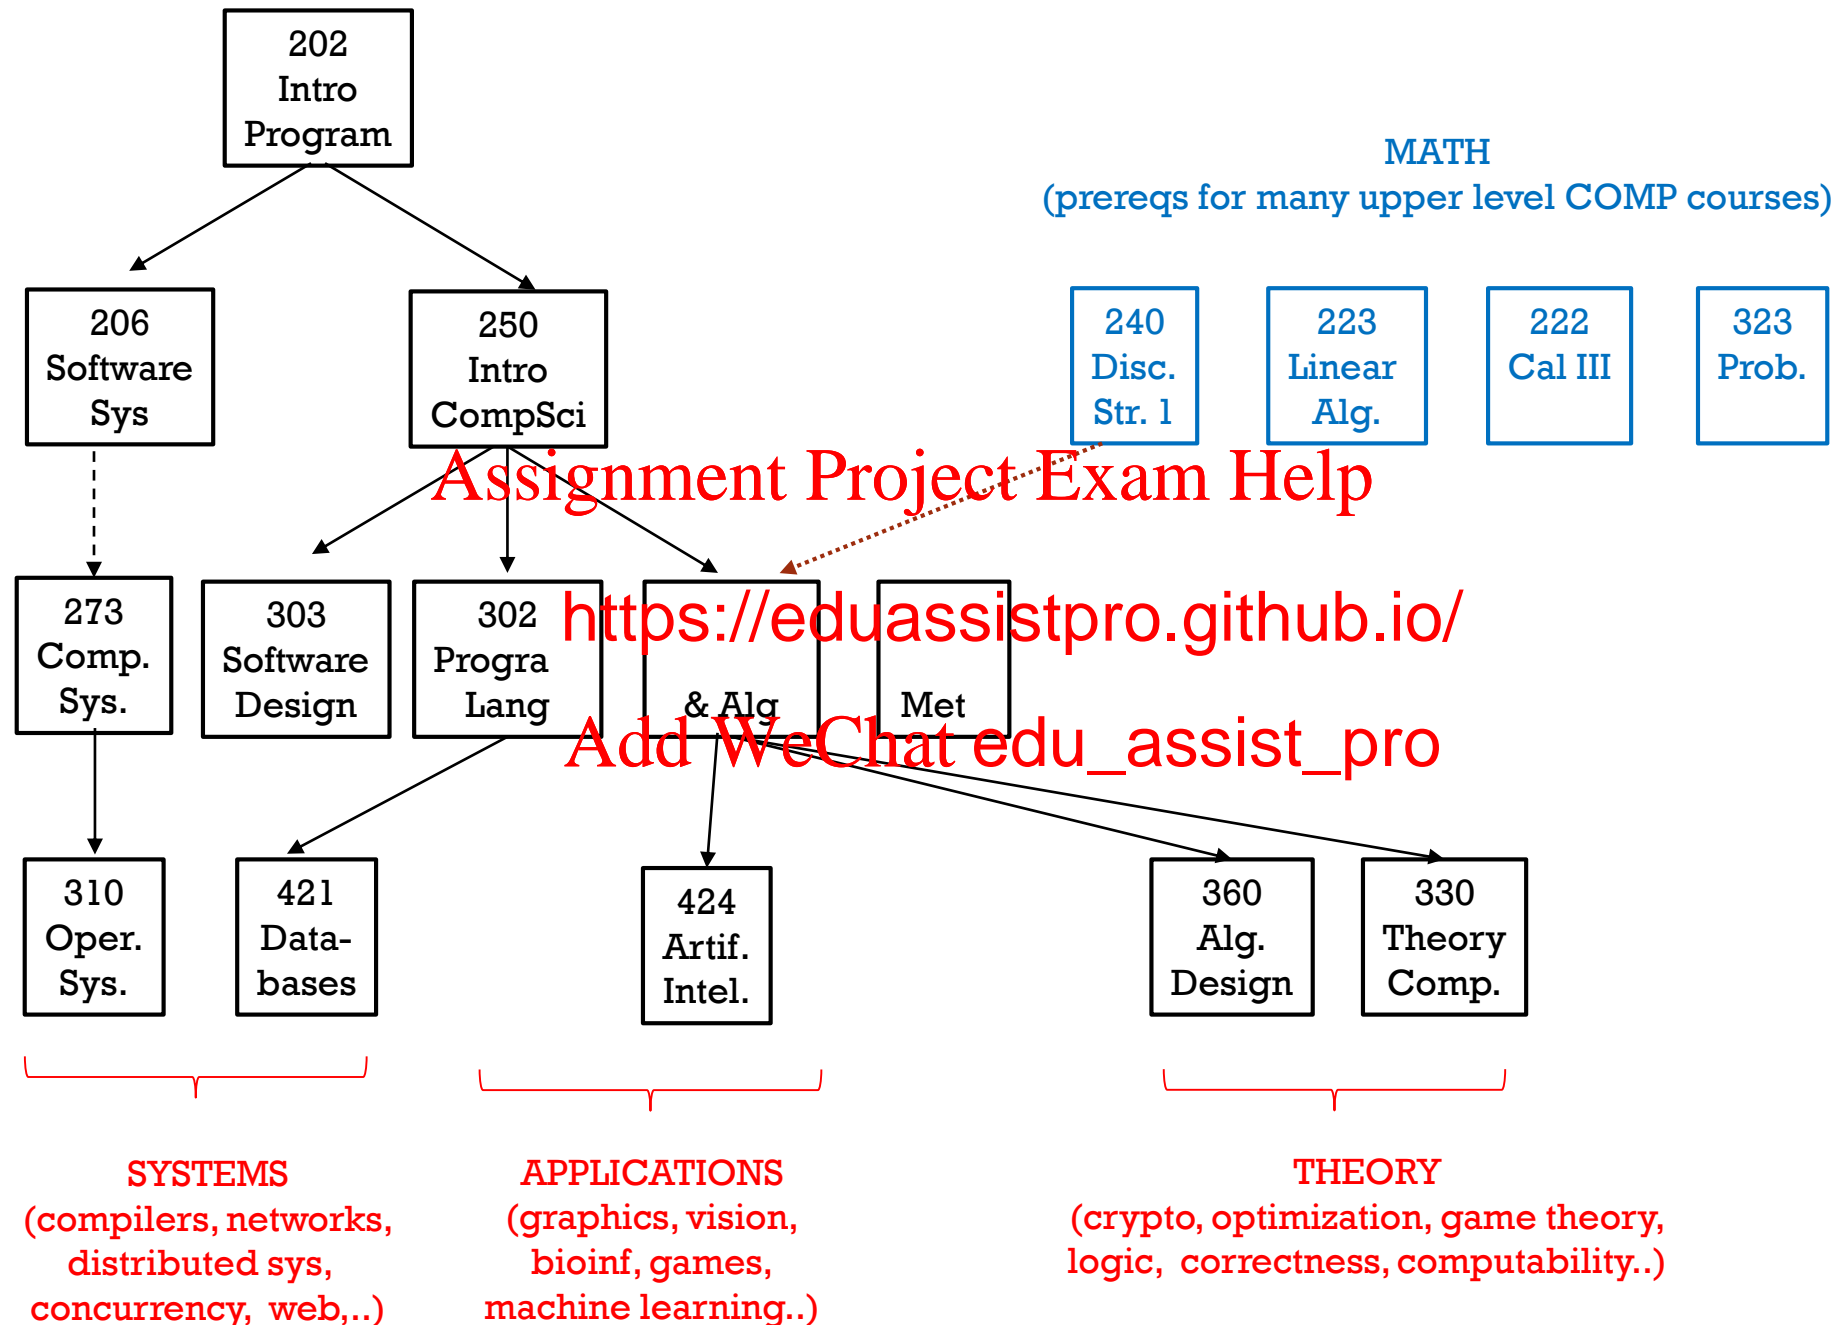 202
Intro
Program
MATH
(prereqs for many upper level COMP courses)
206
Software
Sys
250
Intro
CompSci
240
Disc.
Str. 1
223
Linear
Alg.
222
Cal III
323
Prob.
Assignment Project Exam Help
273
Comp.
Sys.
303
Software
Design
302
Progra
Lang
& Alg
Met
https://eduassistpro.github.io/
Add WeChat edu_assist_pro
310
Oper.
Sys.
421
Data-
bases
424
Artif.
Intel.
360
Alg.
Design
330
Theory
Comp.
SYSTEMS
(compilers, networks,
distributed sys,
concurrency, web,..)
APPLICATIONS
(graphics, vision,
bioinf, games,
machine learning..)
THEORY
(crypto, optimization, game theory,
logic, correctness, computability..)